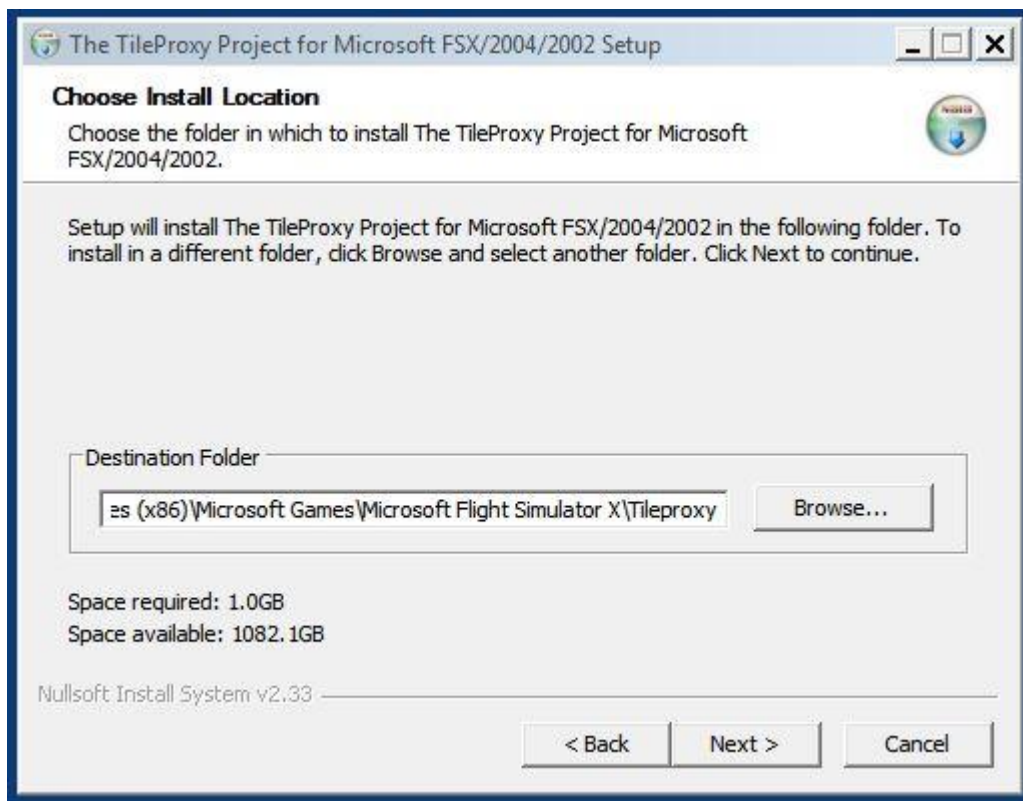 The TileProxy Project for Microsoft FSX/2004/2002 Setup
Choose Install Location
Choose the folder in which to install The TileProxy Project for Microsoft
FSX/2004/2002.
Setup will install The TileProxy Project for Microsoft FSX/2004/2002 in the following folder. To
install in a different folder, click Browse and select another folder. Click Next to continue.
Destination Folder
es (x86)\Microsoft Games\Microsoft Flight Simulator X\Tileproxy
Browse...
Space required: 1.0GB
Space available: 1082.1GB
Nullsoft Install System v2.33
< Back
Next >
Cancel